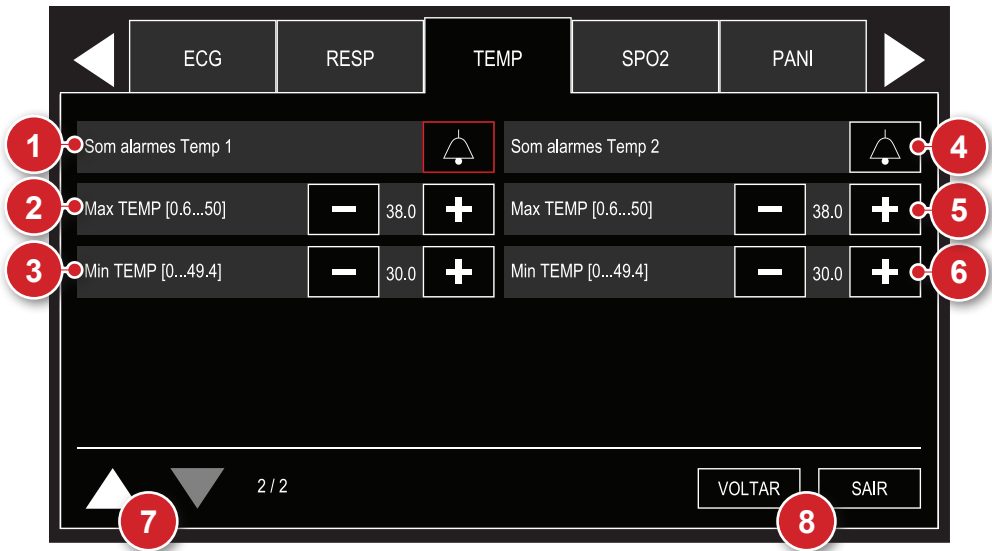 ECG RESP TEMP SPO2 PANI
1 Som alarmes Temp 1 Som alarmes Temp 2 4
2 Max TEMP [0.6...50] − 38.0 + Max TEMP [0.6...50] − 38.0 + 5
3 Min TEMP [0...49.4] − 30.0 + Min TEMP [0...49.4] − 30.0 + 6
2 / 2 VOLTAR SAIR
7 8